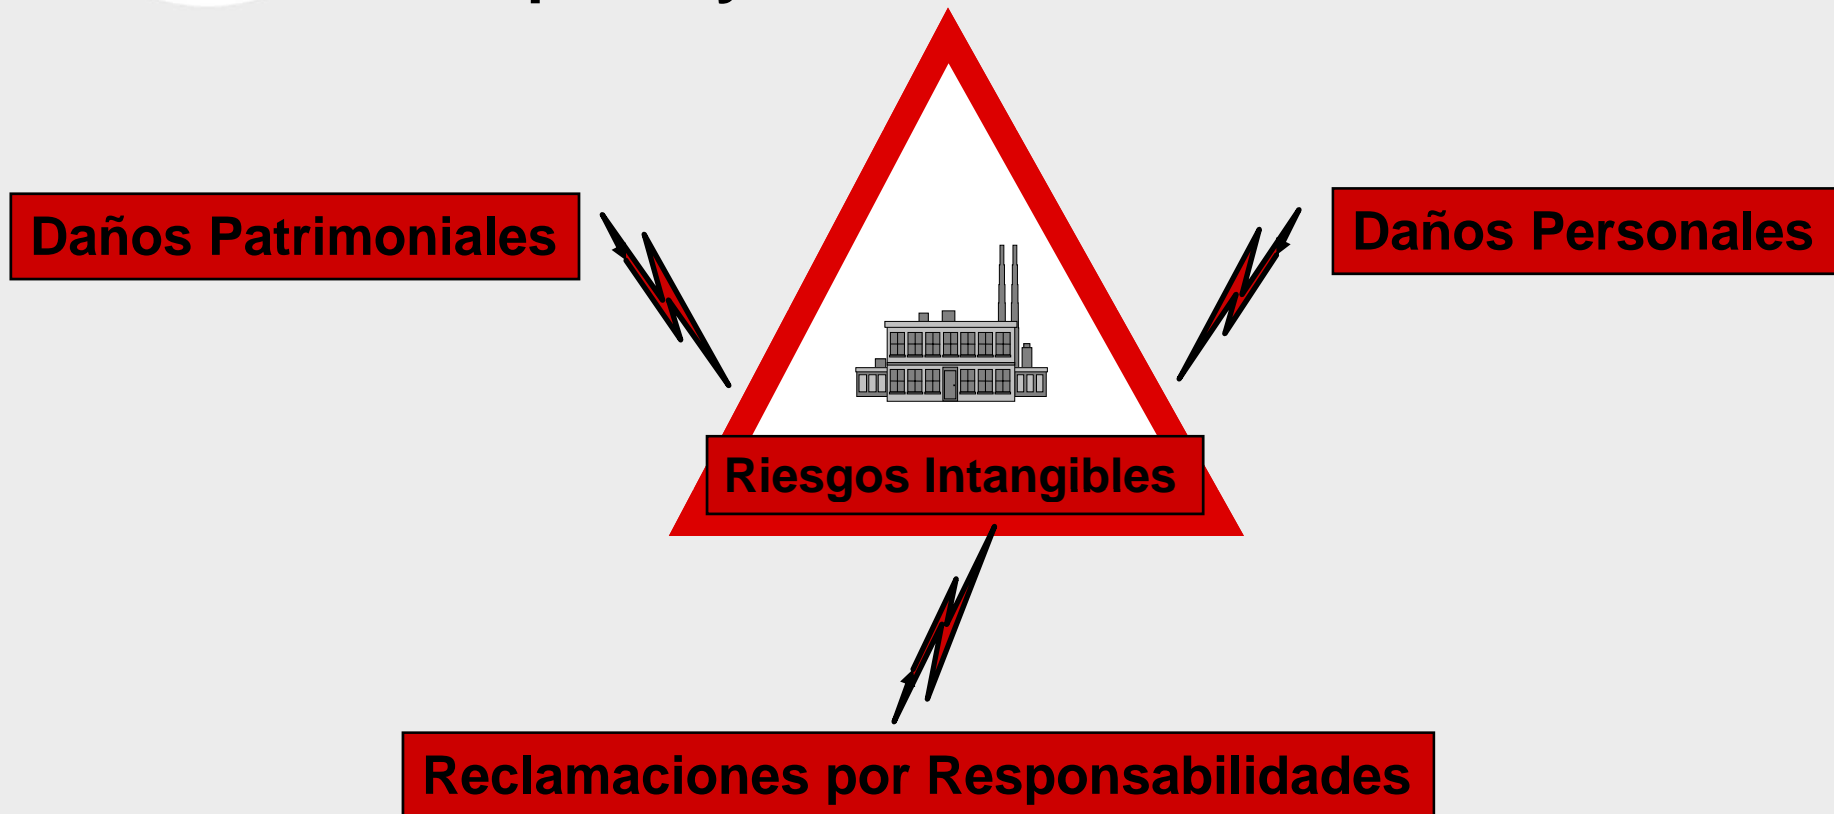 Daños Patrimoniales
Daños Personales
Riesgos Intangibles
Reclamaciones por Responsabilidades